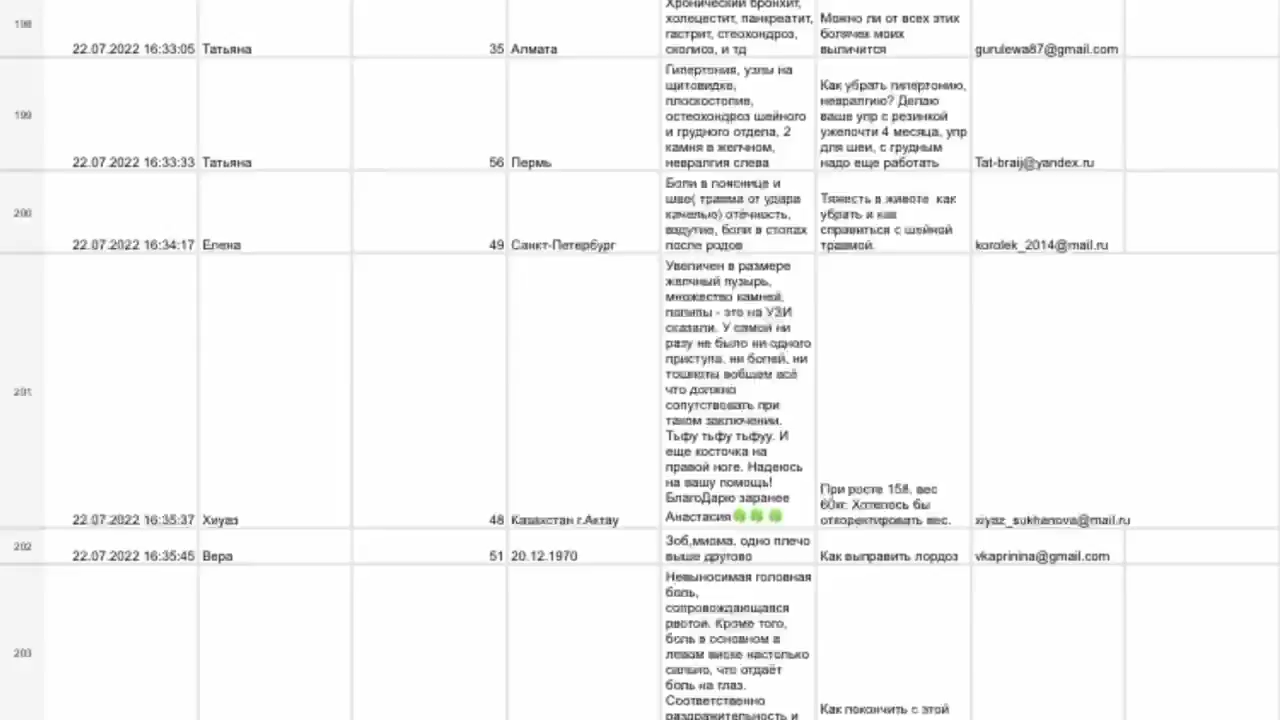 198
Хронический бронхит,
холецистит, панкреатит,
гастрит, стеохондроз,
сколиоз, и тд
Можно ли от всех этих
болячек моих
выличится
22.07.2022 16:33:05 Татьяна 35 Алмата gurulewa87@gmail.com
199
Гипертония, узлы на
щитовидке,
плоскостопие,
остеохондроз шейного
и грудного отдела, 2
камня в желчном,
невралгия слева
Как убрать гипертонию,
невралгию? Делаю
ваше упр с резинкой
ужепочти 4 месяца, упр
для шеи, с грудным
надо еще работать
22.07.2022 16:33:33 Татьяна 56 Пермь Tat-braij@yandex.ru
200
Боли в пояснице и
шее( травма от удара
качелью) отёчность,
вздутие, боли в стопах
после родов
Тяжесть в животе как
убрать и как
справиться с шейной
травмой.
22.07.2022 16:34:17 Елена 49 Санкт-Петербург korolek_2014@mail.ru
201
Увеличен в размере
желчный пузырь,
множество камней,
полипы - это на УЗИ
сказали. У самой ни
разу не было ни одного
приступа, ни болей, ни
тошноты вобщем всё
что должно
сопутствовать при
таком заключении.
Тьфу тьфу тьфуу. И
еще косточка на
правой ноге. Надеюсь
на вашу помощь!
БлагоДарю заранее
Анастасия
При росте 158, вес
60кг. Хотелось бы
откоректировать вес.
22.07.2022 16:35:37 Хиуаз 48 Казахстан г.Актау xiyaz_sukhanova@mail.ru
202
Зоб,миома, одно плечо
выше другово
Как выправить лордоз
22.07.2022 16:35:45 Вера 51 20.12.1970 vkaprinina@gmail.com
203
Невыносимая головная
боль,
сопровождающаяся
рвотой. Кроме того,
боль в основном в
левом виске настолько
сильно, что отдаёт
боль на глаз.
Соответственно
раздражительность и
Как покончить с этой